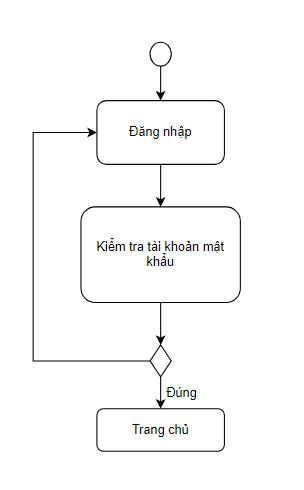 Đăng nhập
Kiểm tra tài khoản mật
khẩu
Đúng
Trang chủ